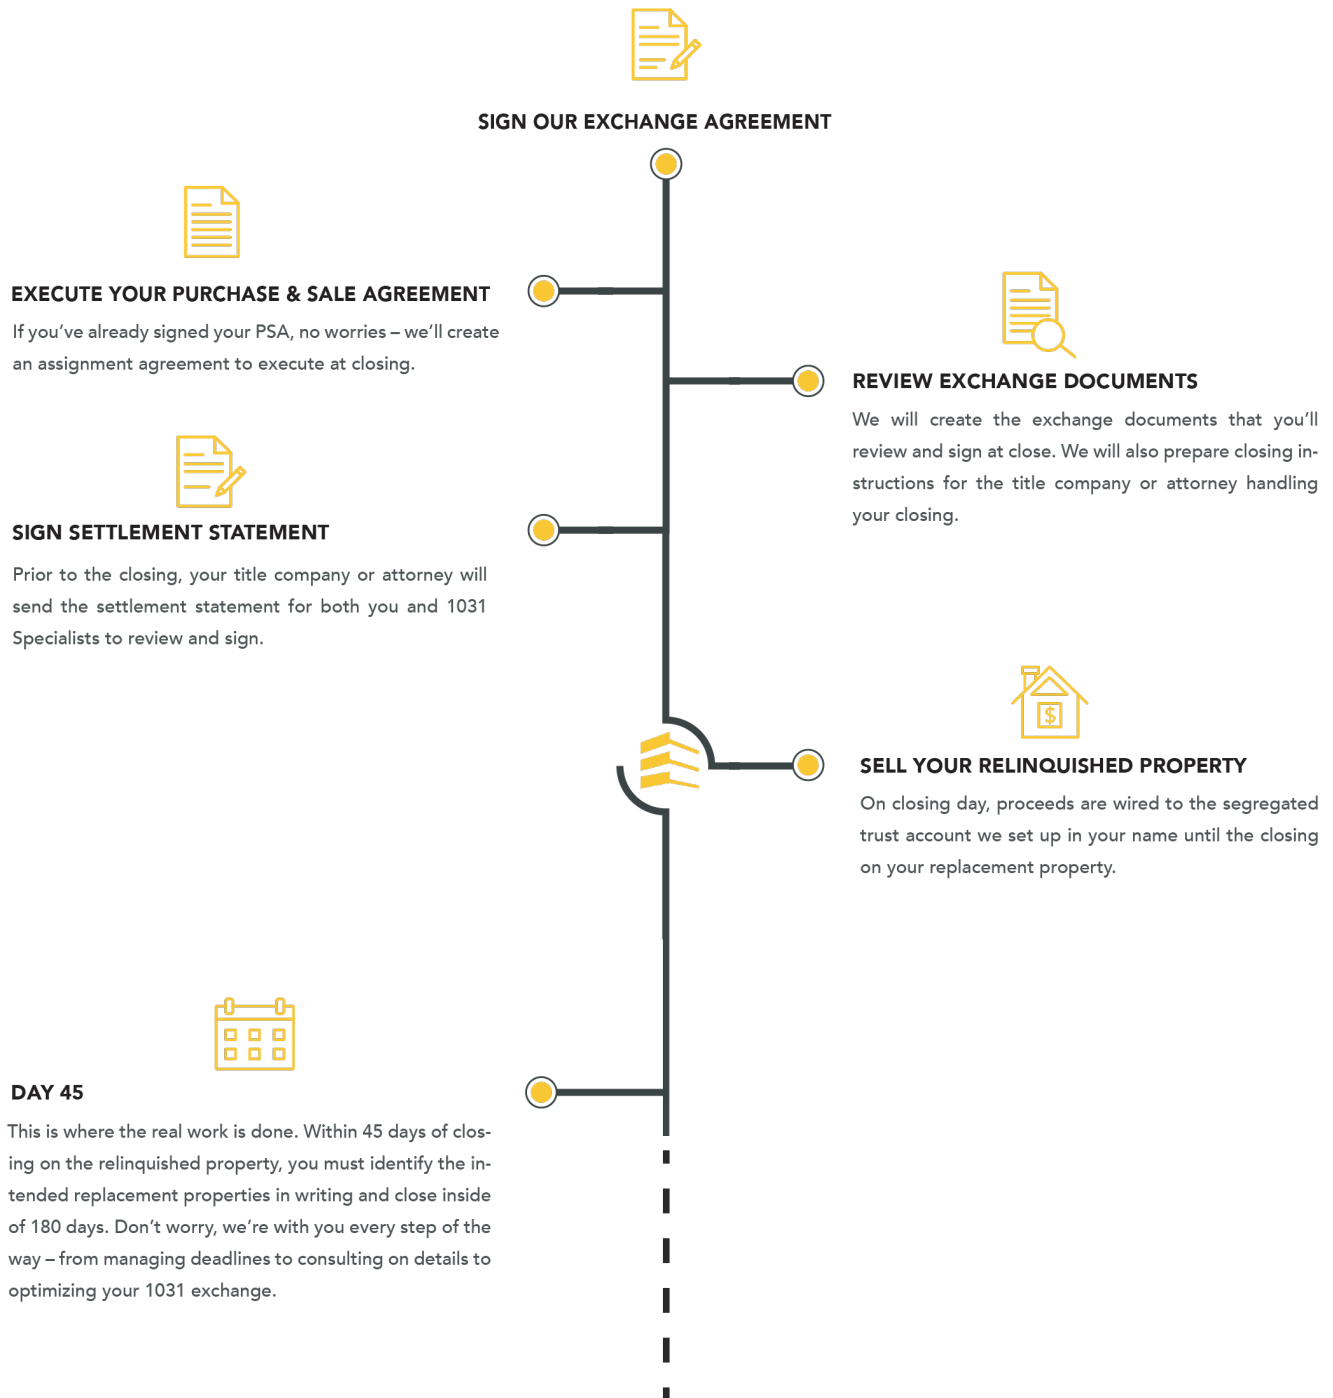 SIGN OUR EXCHANGE AGREEMENT
EXECUTE YOUR PURCHASE & SALE AGREEMENT
If you’ve already signed your PSA, no worries – we’ll create
an assignment agreement to execute at closing.
REVIEW EXCHANGE DOCUMENTS
We will create the exchange documents that you’ll
review and sign at close. We will also prepare closing in-
structions for the title company or attorney handling
your closing.
SIGN SETTLEMENT STATEMENT
Prior to the closing, your title company or attorney will
send the settlement statement for both you and 1031
Specialists to review and sign.
$
SELL YOUR RELINQUISHED PROPERTY
On closing day, proceeds are wired to the segregated
trust account we set up in your name until the closing
on your replacement property.
DAY 45
This is where the real work is done. Within 45 days of clos-
ing on the relinquished property, you must identify the in-
tended replacement properties in writing and close inside
of 180 days. Don’t worry, we’re with you every step of the
way – from managing deadlines to consulting on details to
optimizing your 1031 exchange.